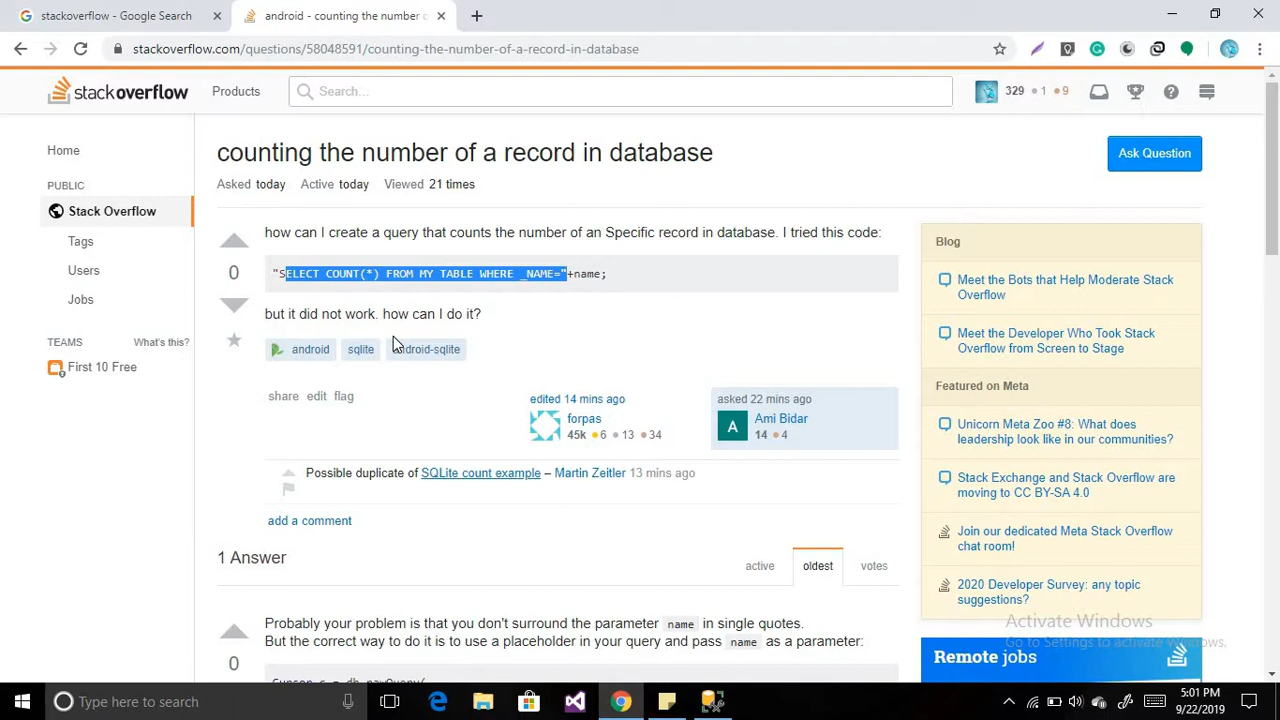 stackoverflow - Google Search
android - counting the number o
stackoverflow.com/questions/58048591/counting-the-number-of-a-record-in-database
stackoverflow
Products
Search...
329 1 9
Home
PUBLIC
Stack Overflow
Tags
Users
Jobs
TEAMS
What's this?
First 10 Free
counting the number of a record in database
Asked today Active today Viewed 21 times
Ask Question
how can I create a query that counts the number of an Specific record in database. I tried this code:
0
"SELECT COUNT(*) FROM MY TABLE WHERE _NAME="+name;
but it did not work. how can I do it?
android sqlite android-sqlite
share edit flag
edited 14 mins ago
forpas
45k 6 13 34
asked 22 mins ago
Ami Bidar
A
14 4
Possible duplicate of SQLite count example – Martin Zeitler 13 mins ago
add a comment
1 Answer
active oldest votes
Probably your problem is that you don't surround the parameter name in single quotes.
But the correct way to do it is to use a placeholder in your query and pass name as a parameter:
0
Cursor c = db.rawQuery(
Blog
Meet the Bots that Help Moderate Stack
Overflow
Meet the Developer Who Took Stack
Overflow from Screen to Stage
Featured on Meta
Unicorn Meta Zoo #8: What does
leadership look like in our communities?
Stack Exchange and Stack Overflow are
moving to CC BY-SA 4.0
Join our dedicated Meta Stack Overflow
chat room!
2020 Developer Survey: any topic
suggestions?
Activate Windows
Go to Settings to activate Windows.
Remote jobs
Type here to search
5:01 PM
9/22/2019